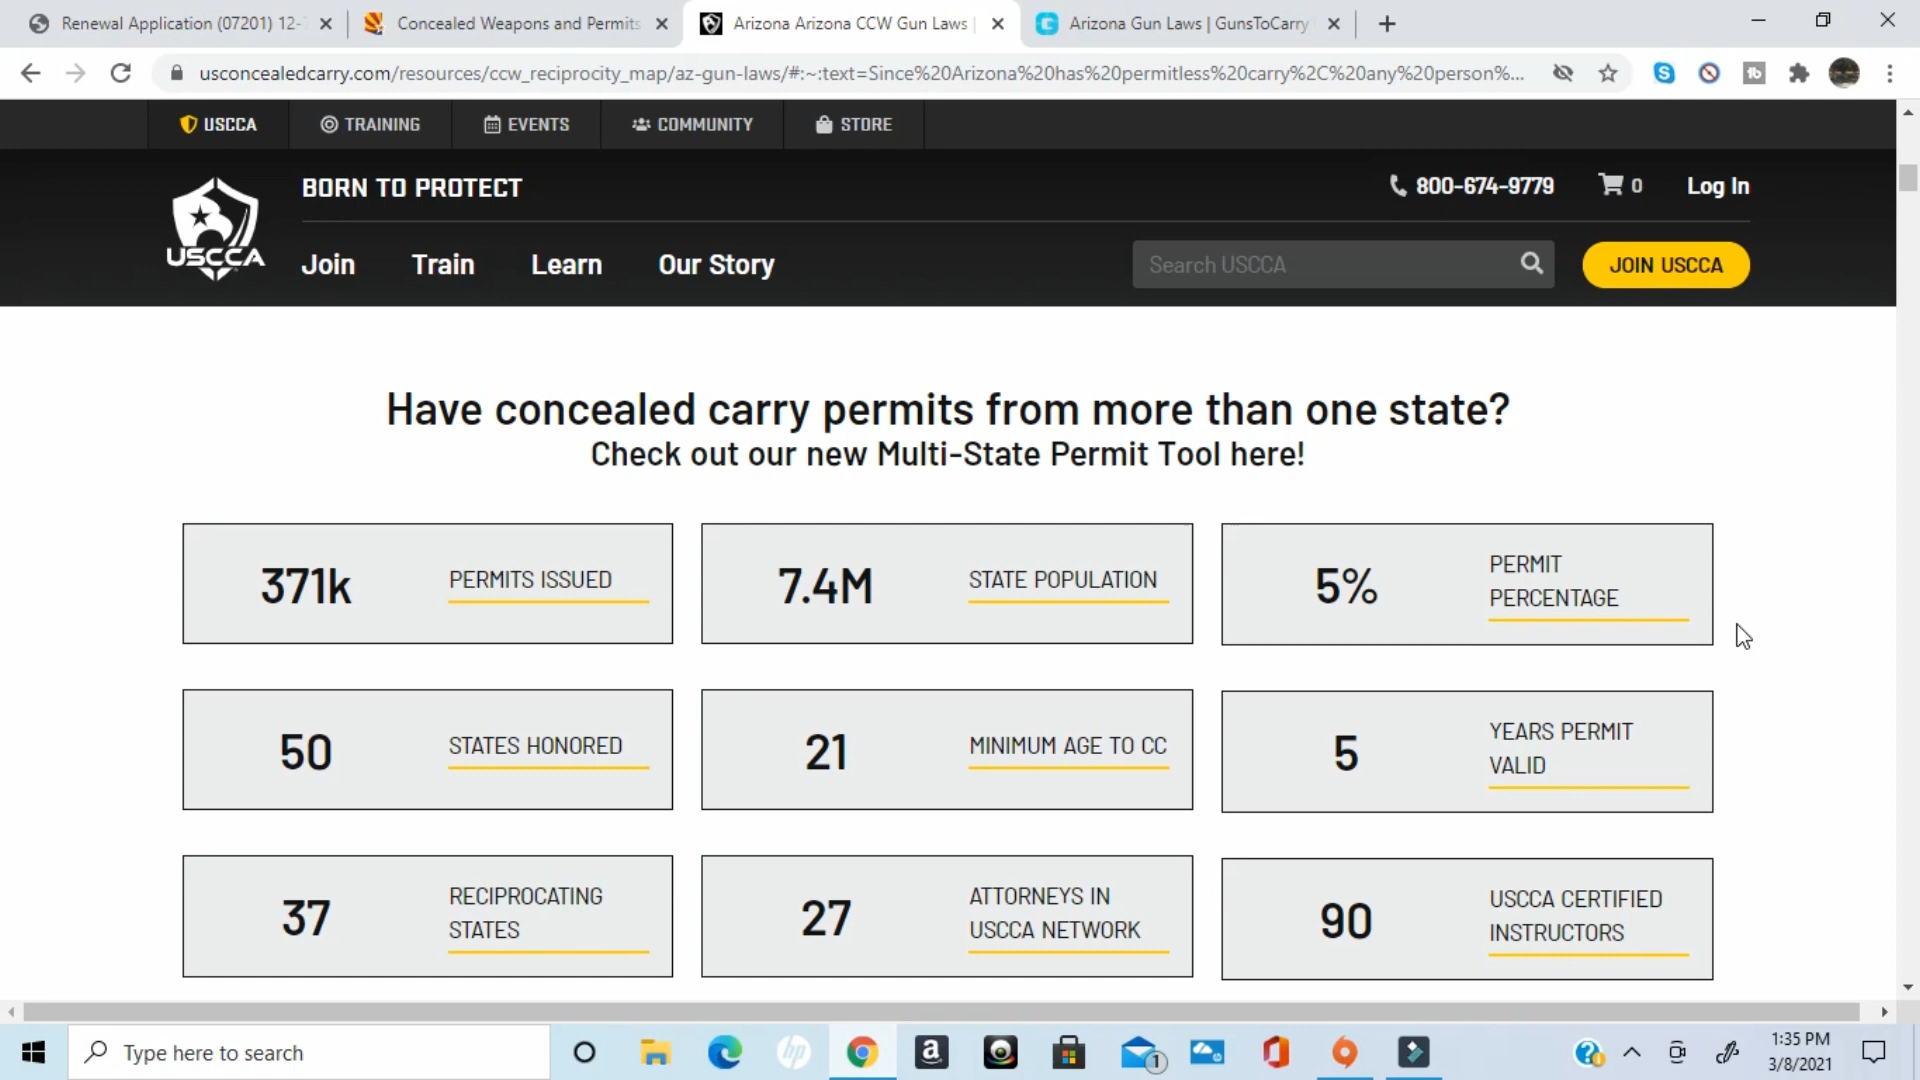 Renewal Application (07201) 12-
Concealed Weapons and Permits
Arizona Arizona CCW Gun Laws |
Arizona Gun Laws | GunsToCarry
usconcealedcarry.com/resources/ccw_reciprocity_map/az-gun-laws/#:~:text=Since%20Arizona%20has%20permitless%20carry%2C%20any%20person%...
USCCA
TRAINING
EVENTS
COMMUNITY
STORE
BORN TO PROTECT
800-674-9779
0
Log In
USCCA
Join
Train
Learn
Our Story
Search USCCA
JOIN USCCA
Have concealed carry permits from more than one state?
Check out our new Multi-State Permit Tool here!
371k
PERMITS ISSUED
7.4M
STATE POPULATION
5%
PERMIT
PERCENTAGE
50
STATES HONORED
21
MINIMUM AGE TO CC
5
YEARS PERMIT
VALID
37
RECIPROCATING
STATES
27
ATTORNEYS IN
USCCA NETWORK
90
USCCA CERTIFIED
INSTRUCTORS
Type here to search
1
1:35 PM
3/8/2021